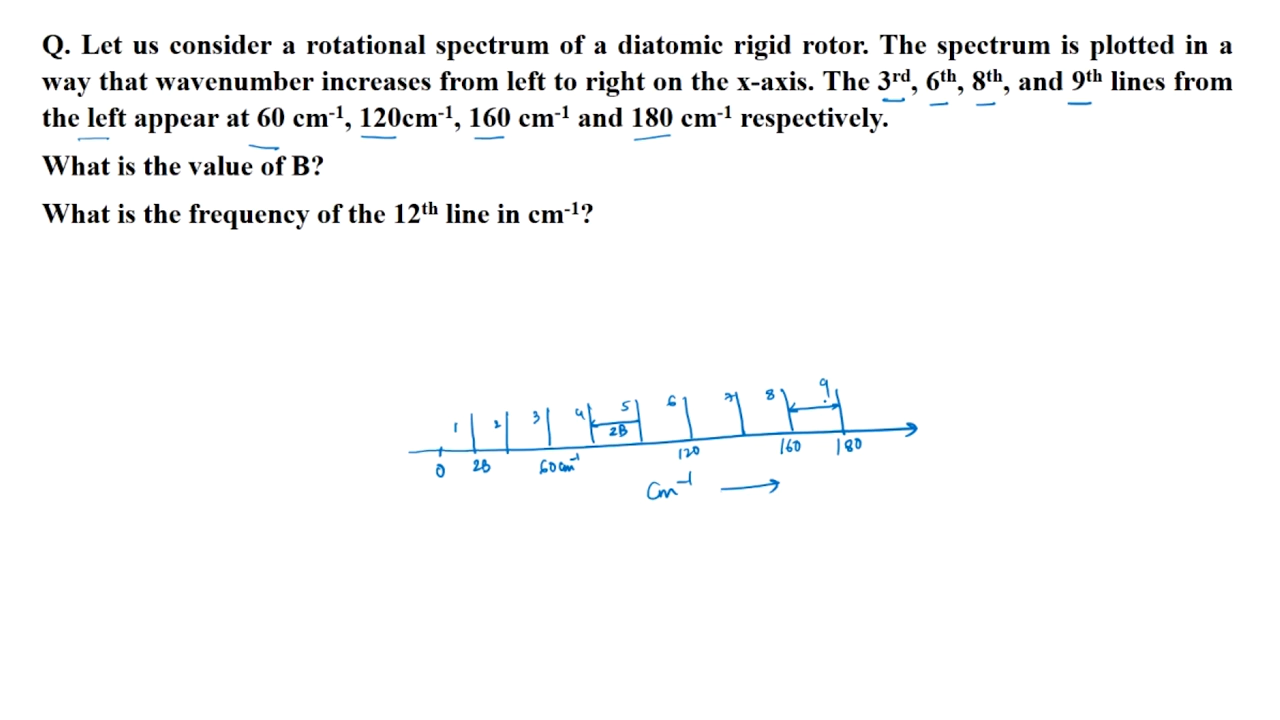 Q. Let us consider a rotational spectrum of a diatomic rigid rotor. The spectrum is plotted in a
way that wavenumber increases from left to right on the x-axis. The 3rd, 6th, 8th, and 9th lines from
the left appear at 60 cm-1, 120cm-1, 160 cm-1 and 180 cm-1 respectively.
What is the value of B?
What is the frequency of the 12th line in cm-1?
1 2 3 4 5 6 7 8 9
2B
0 2B 60cm-1 120 160 180
cm-1